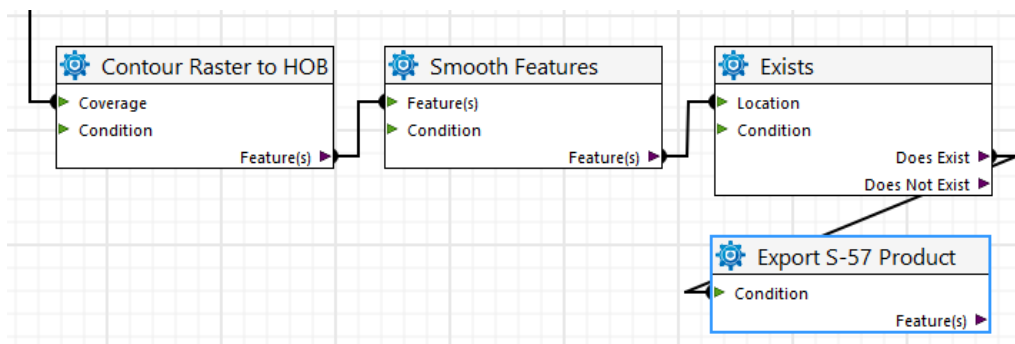 Contour Raster to HOB
Coverage
Condition
Feature(s)
Smooth Features
Feature(s)
Condition
Feature(s)
Exists
Location
Condition
Does Exist
Does Not Exist
Export S-57 Product
Condition
Feature(s)